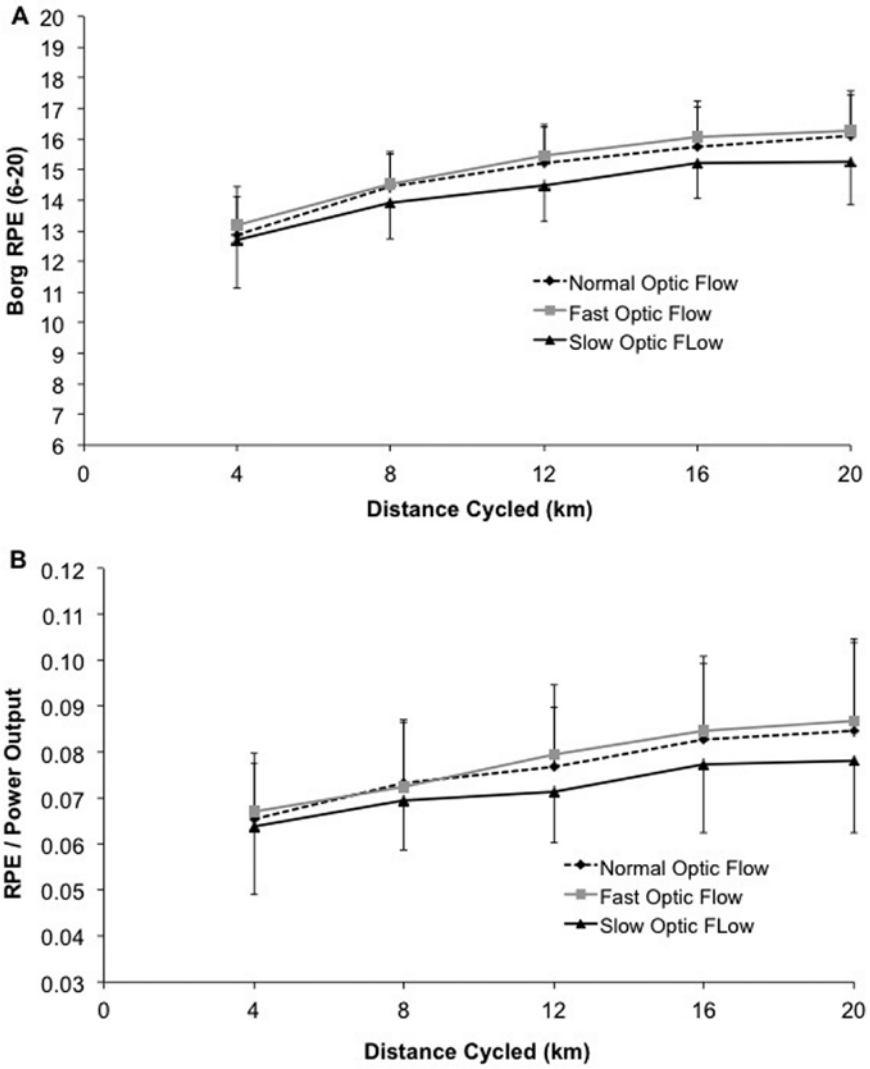 A
20
19
18
17
16
15
14
13
12
11
10
9
8
7
6
Borg RPE (6-20)
Normal Optic Flow
Fast Optic Flow
Slow Optic FLow
0 4 8 12 16 20
Distance Cycled (km)
B
0.12
0.11
0.10
0.09
0.08
0.07
0.06
0.05
0.04
0.03
RPE / Power Output
Normal Optic Flow
Fast Optic Flow
Slow Optic FLow
0 4 8 12 16 20
Distance Cycled (km)